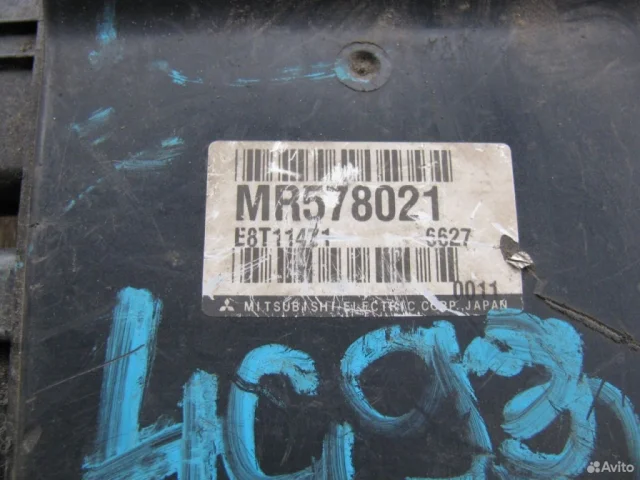 MR578021
E8T11471 6627
0011
MITSUBISHI ELECTRIC CORP. JAPAN
4G93
Avito